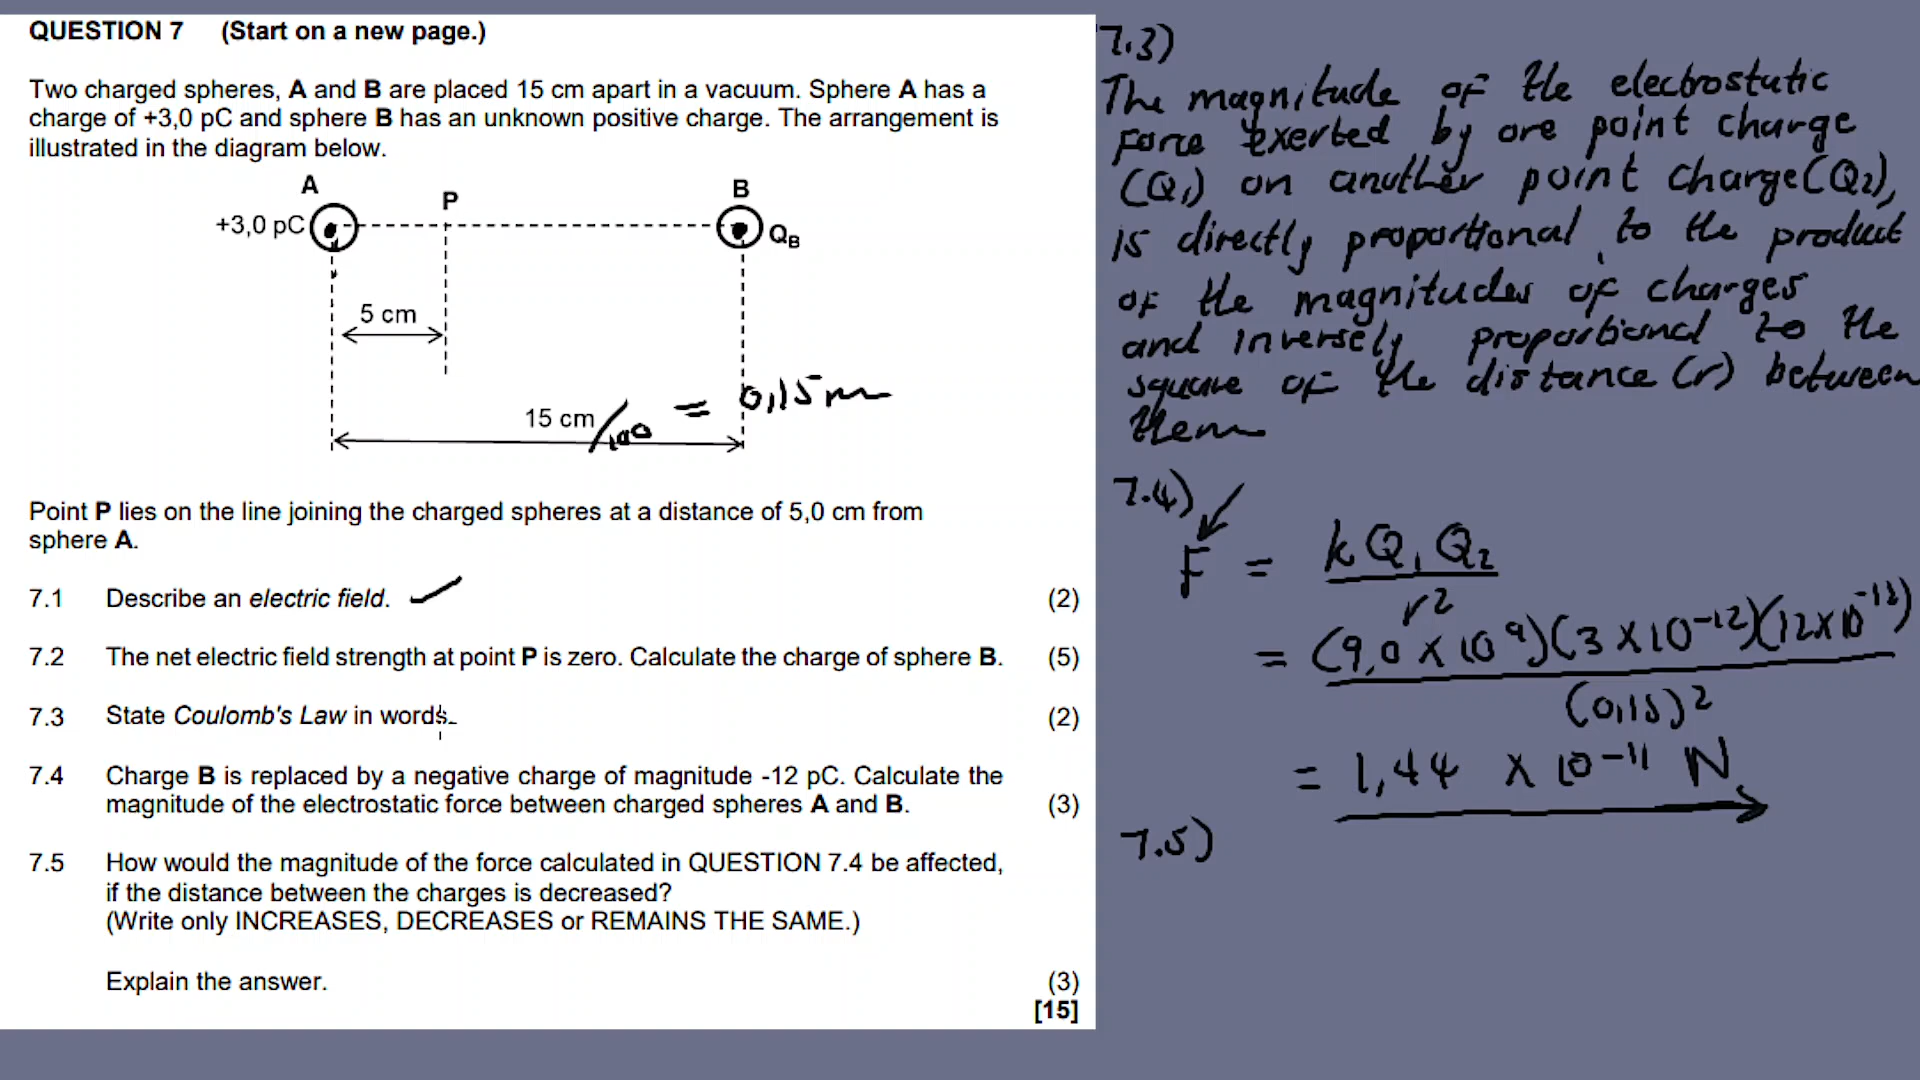 QUESTION 7 (Start on a new page.)
Two charged spheres, A and B are placed 15 cm apart in a vacuum. Sphere A has a
charge of +3,0 pC and sphere B has an unknown positive charge. The arrangement is
illustrated in the diagram below.
A
P
B
+3,0 pC
QB
5 cm
15 cm/100 = 0,15m
Point P lies on the line joining the charged spheres at a distance of 5,0 cm from
sphere A.
7.1 Describe an electric field. (2)
7.2 The net electric field strength at point P is zero. Calculate the charge of sphere B. (5)
7.3 State Coulomb's Law in words. (2)
7.4 Charge B is replaced by a negative charge of magnitude -12 pC. Calculate the
magnitude of the electrostatic force between charged spheres A and B. (3)
7.5 How would the magnitude of the force calculated in QUESTION 7.4 be affected,
if the distance between the charges is decreased?
(Write only INCREASES, DECREASES or REMAINS THE SAME.)
Explain the answer. (3)
[15]
7.3)
The magnitude of the electrostatic
force exerted by one point charge
(Q1) on another point charge(Q2),
is directly proportional to the product
of the magnitudes of charges
and inversely proportional to the
square of the distance (r) between
them
7.4)
F = kQ1Q2
r2
= (9,0 x 10 9)(3 x 10-12)(12x10-12)
(0,15)2
= 1,44 x 10-11 N
7.5)